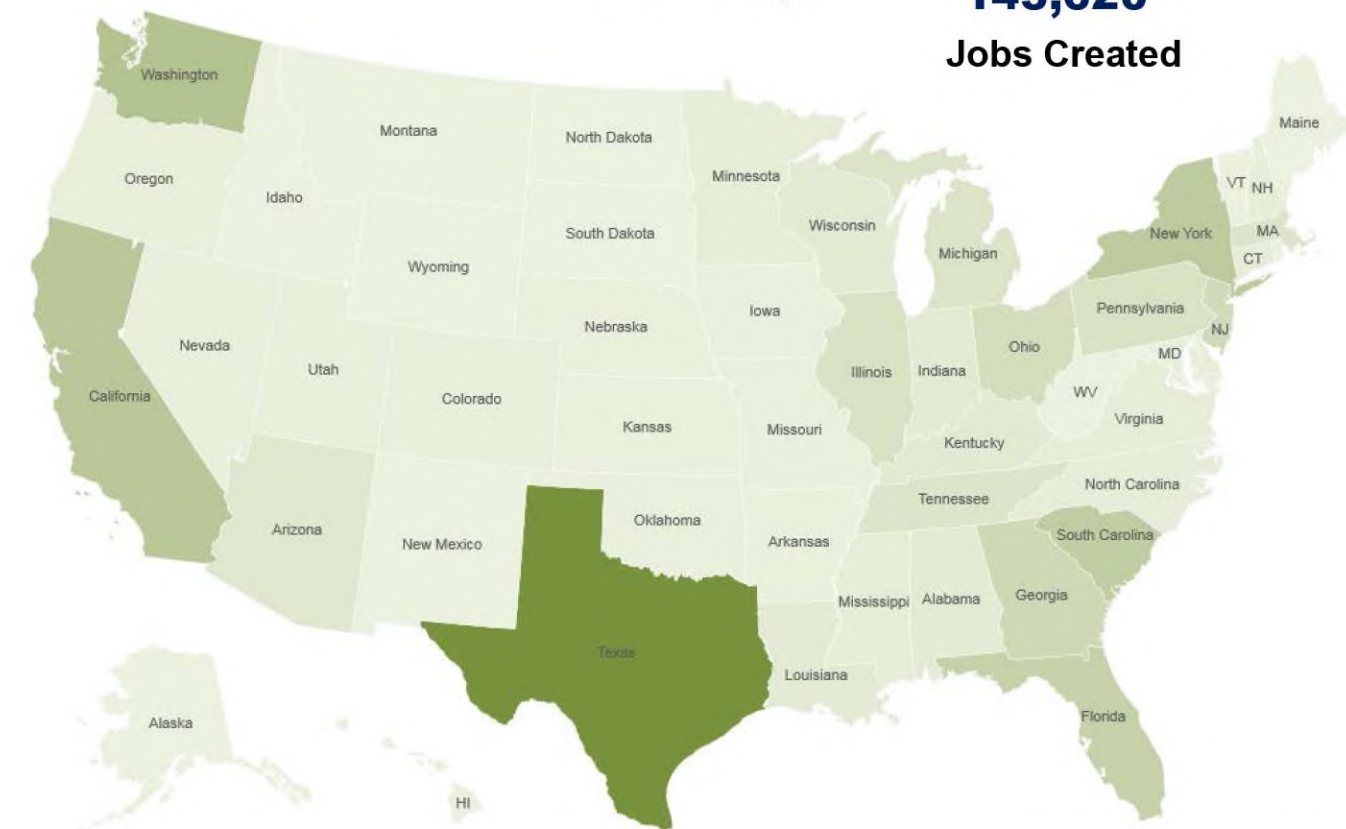 Jobs Created
Washington
Montana
North Dakota
Minnesota
Maine
Oregon
Idaho
South Dakota
Wisconsin
Michigan
New York
VT
NH
MA
CT
Wyoming
Iowa
Pennsylvania
NJ
Nebraska
Nevada
Utah
Colorado
Illinois
Indiana
Ohio
MD
WV
Virginia
California
Kansas
Missouri
Kentucky
North Carolina
Tennessee
Arizona
New Mexico
Oklahoma
Arkansas
South Carolina
Mississippi
Alabama
Georgia
Texas
Louisiana
Florida
Alaska
HI